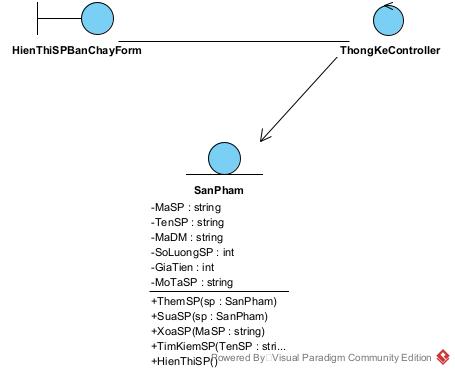 HienThiSPBanChayForm
ThongKeController
SanPham
-MaSP : string
-TenSP : string
-MaDM : string
-SoLuongSP : int
-GiaTien : int
-MoTaSP : string
+ThemSP(sp : SanPham)
+SuaSP(sp : SanPham)
+XoaSP(MaSP : string)
+TimKiemSP(TenSP : stri...
+HienThiSP()
Powered By Visual Paradigm Community Edition